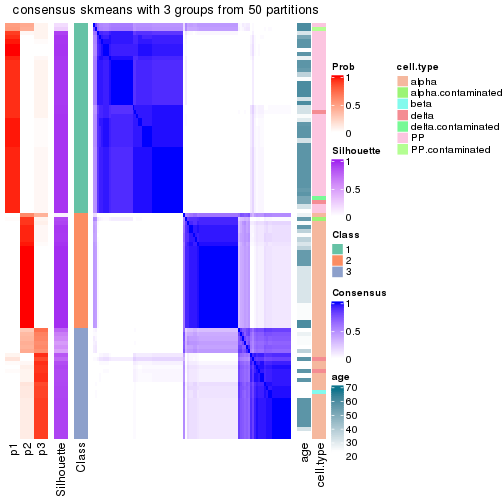 consensus skmeans with 3 groups from 50 partitions
Prob
1
0.5
0
Silhouette
1
0.5
0
Class
1
2
3
Consensus
1
0.5
0
age
70
60
50
40
30
20
cell.type
alpha
alpha.contaminated
beta
delta
delta.contaminated
PP
PP.contaminated
p1
p2
p3
Silhouette
Class
age
cell.type